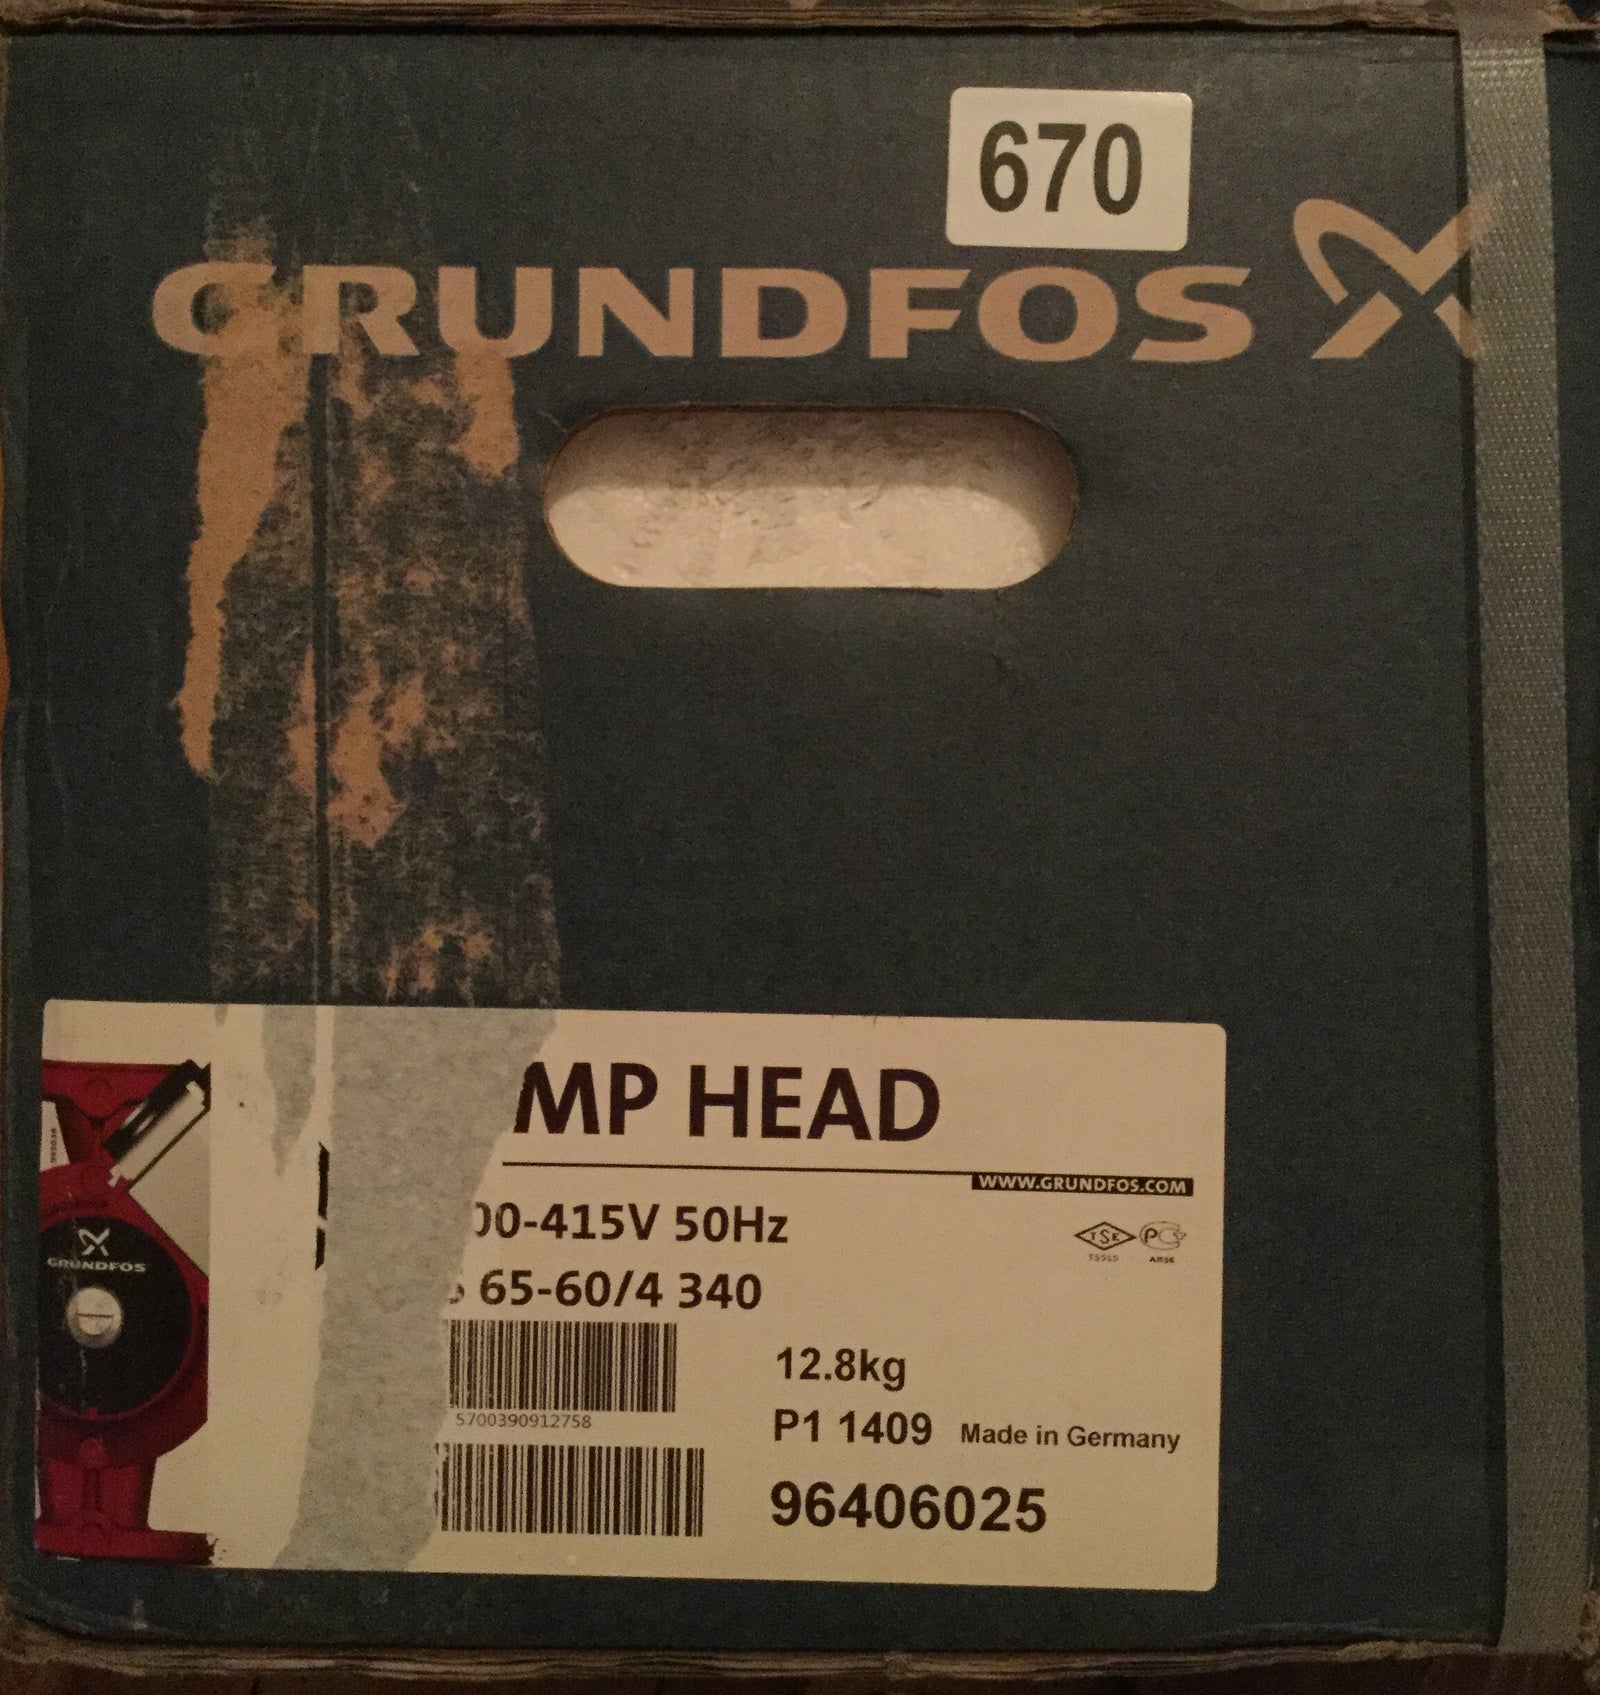 670
GRUNDFOS
MP HEAD
WWW.GRUNDFOS.COM
00-415V 50Hz
TSE
65-60/4 340
GRUNDFOS
12.8kg
5700390912758
P1 1409 Made in Germany
96406025